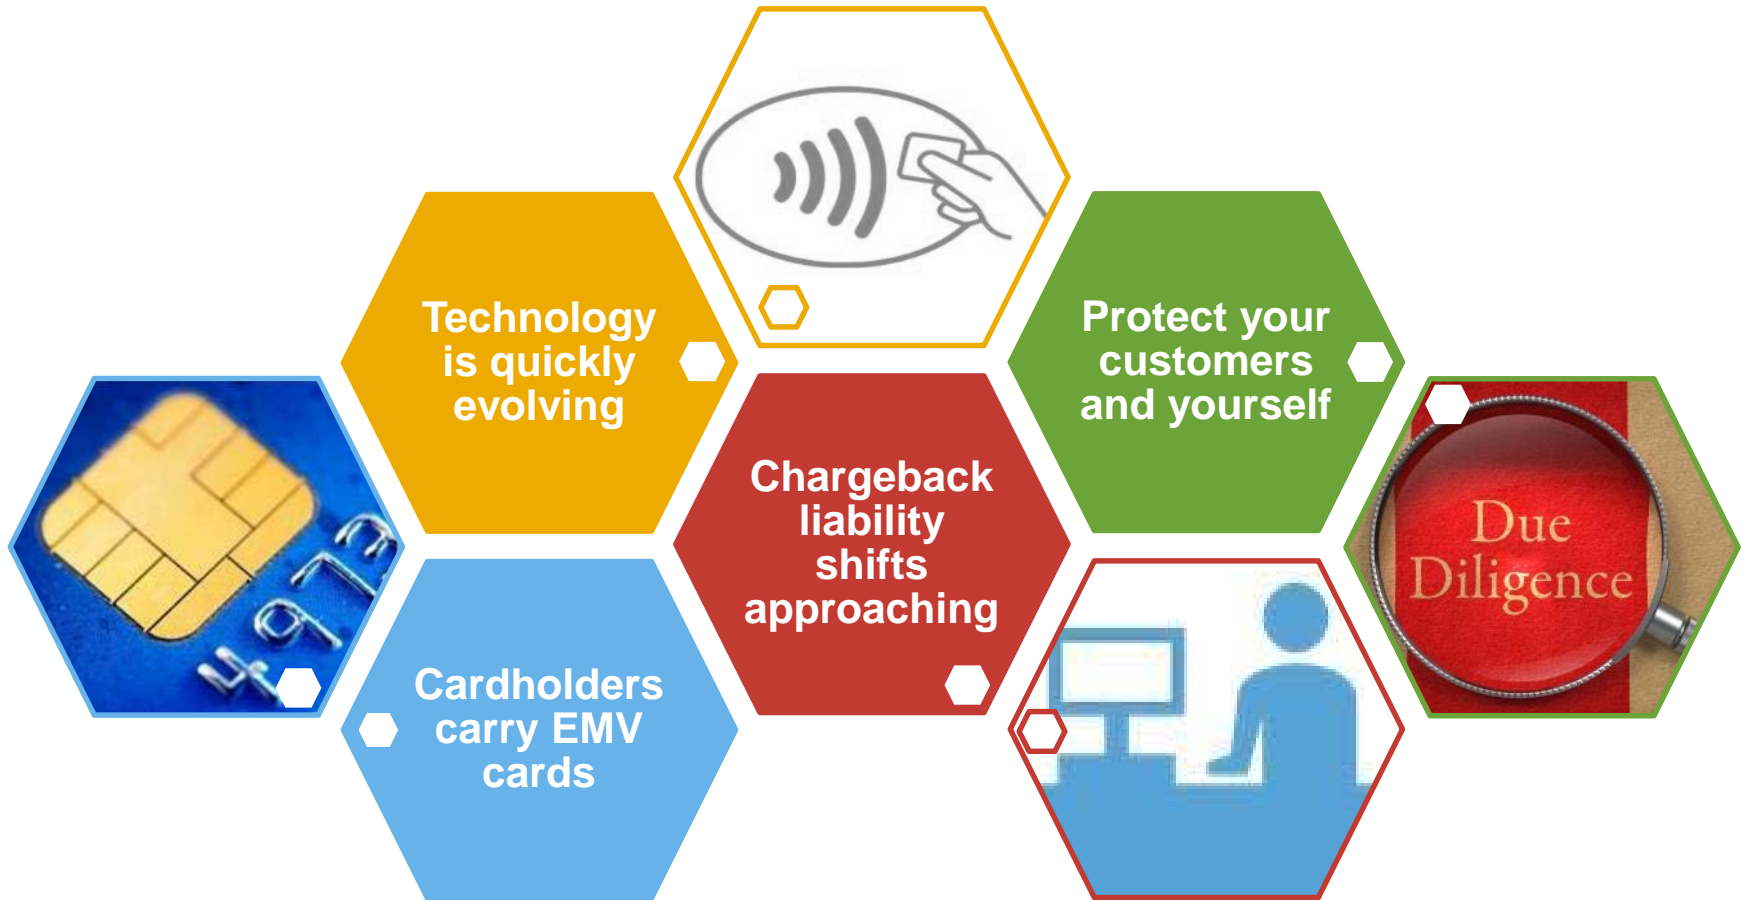 Technology
is quickly
evolving
Protect your
customers
and yourself
Chargeback
liability
shifts
approaching
Due
Diligence
Cardholders
carry EMV
cards